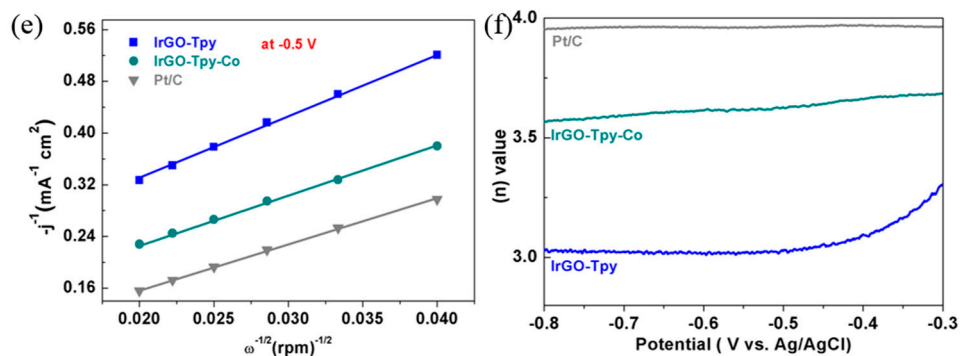 (e)
0.56
0.48
0.40
0.32
0.24
0.16
-j⁻¹(mA⁻¹ cm²)
IrGO-Tpy
at -0.5 V
IrGO-Tpy-Co
Pt/C
0.020 0.025 0.030 0.035 0.040
ω⁻¹/²(rpm)⁻¹/²
(f)
4.0
3.5
3.0
(n) value
Pt/C
IrGO-Tpy-Co
IrGO-Tpy
-0.8 -0.7 -0.6 -0.5 -0.4 -0.3
Potential ( V vs. Ag/AgCl)